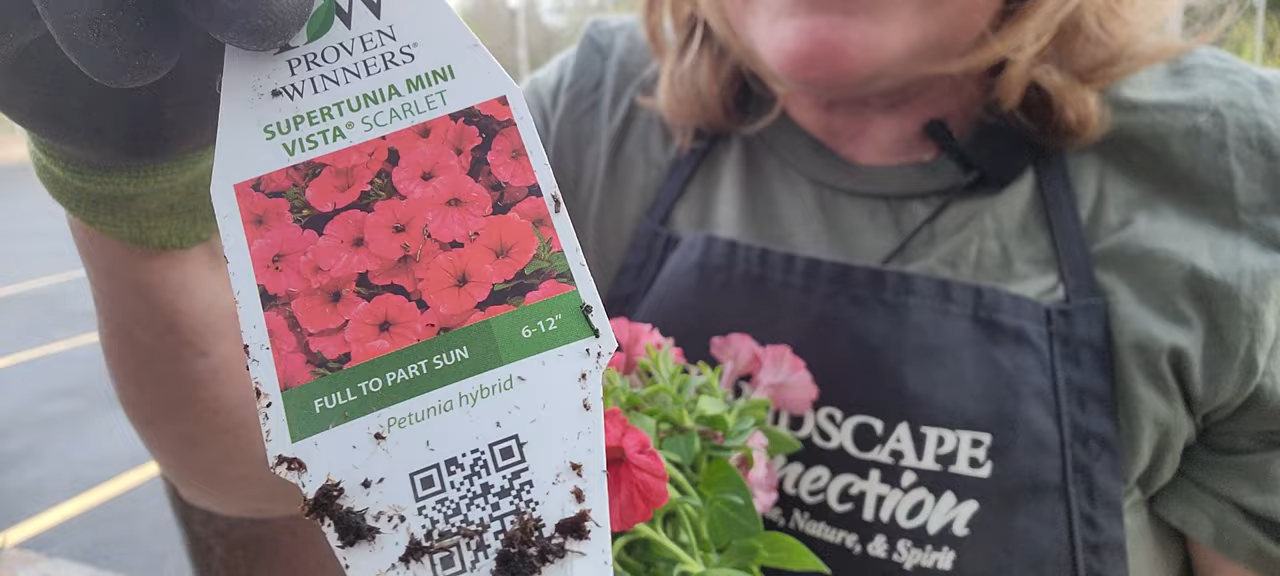 W
PROVEN
WINNERS®
SUPERTUNIA MINI
VISTA® SCARLET
FULL TO PART SUN
6-12"
Petunia hybrid
DSCAPE
nection
Nature, & Spirit